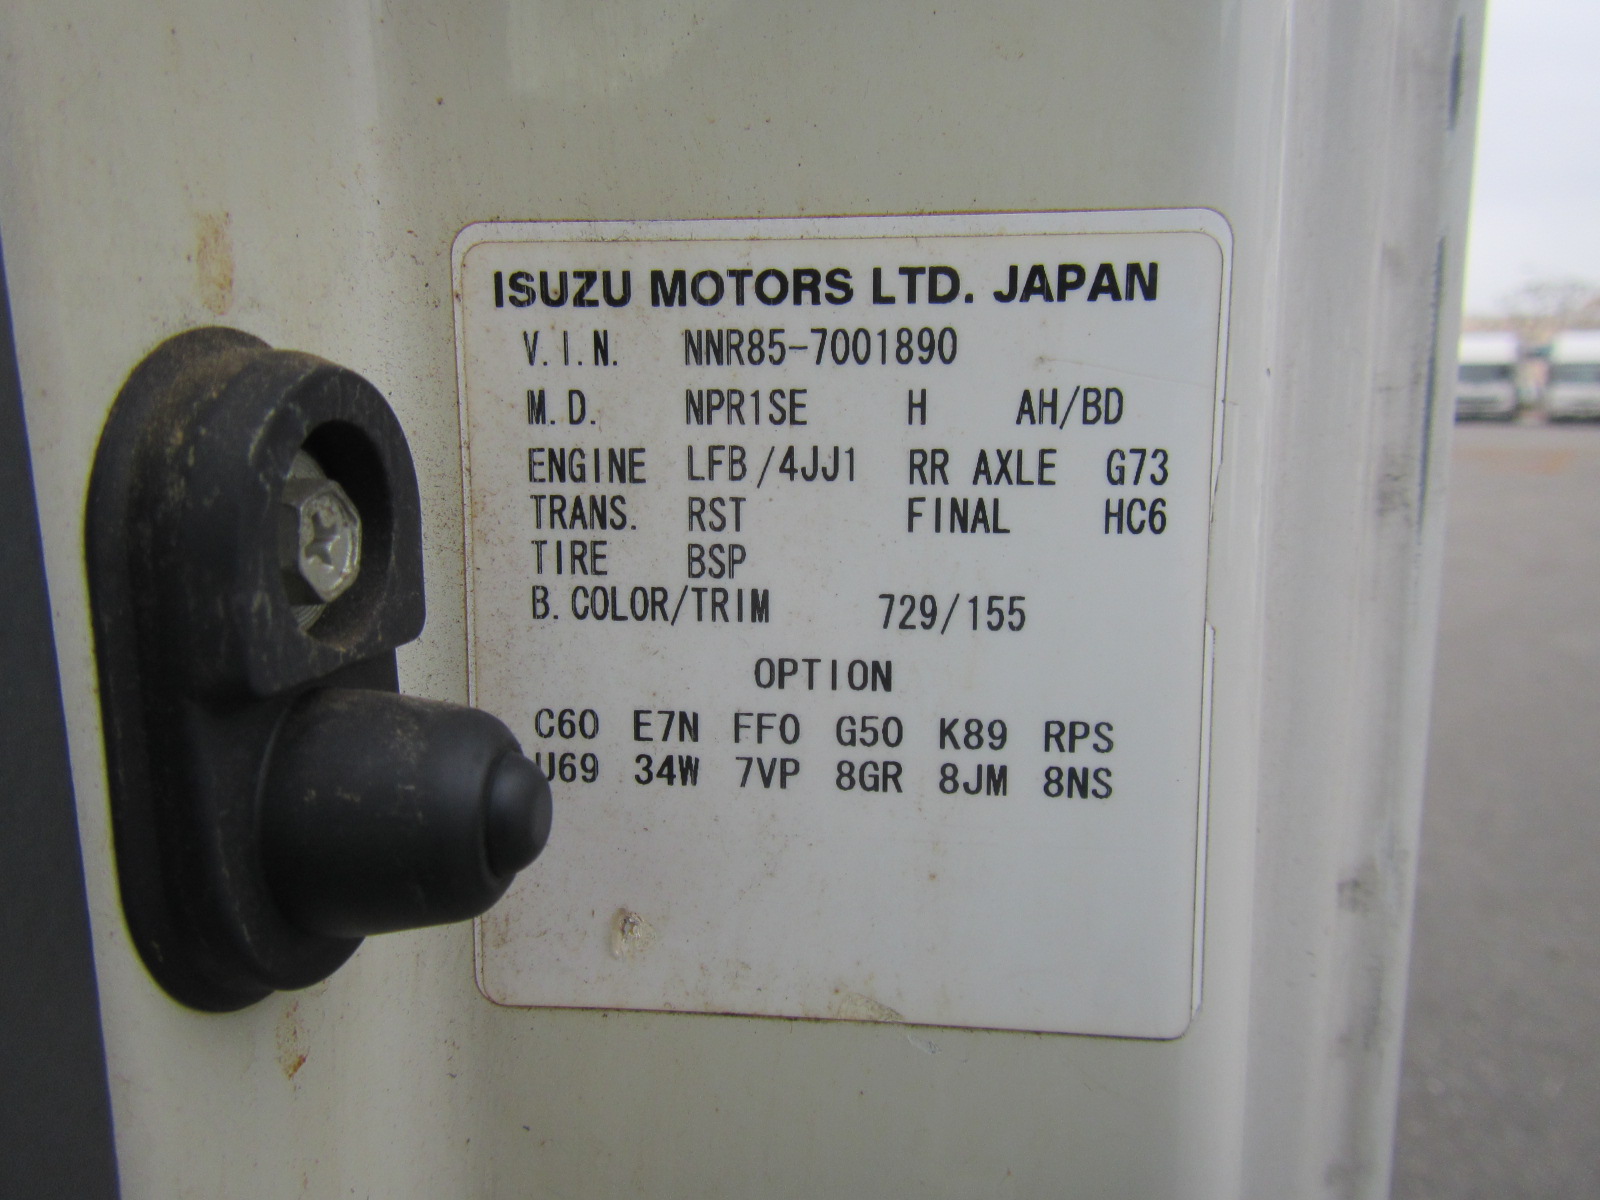 ISUZU MOTORS LTD. JAPAN
V.I.N. NNR85-7001890
M.D. NPR1SE H AH/BD
ENGINE LFB/4JJ1 RR AXLE G73
TRANS. RST FINAL HC6
TIRE BSP
B.COLOR/TRIM 729/155
OPTION
C60 E7N FF0 G50 K89 RPS
U69 34W 7VP 8GR 8JM 8NS